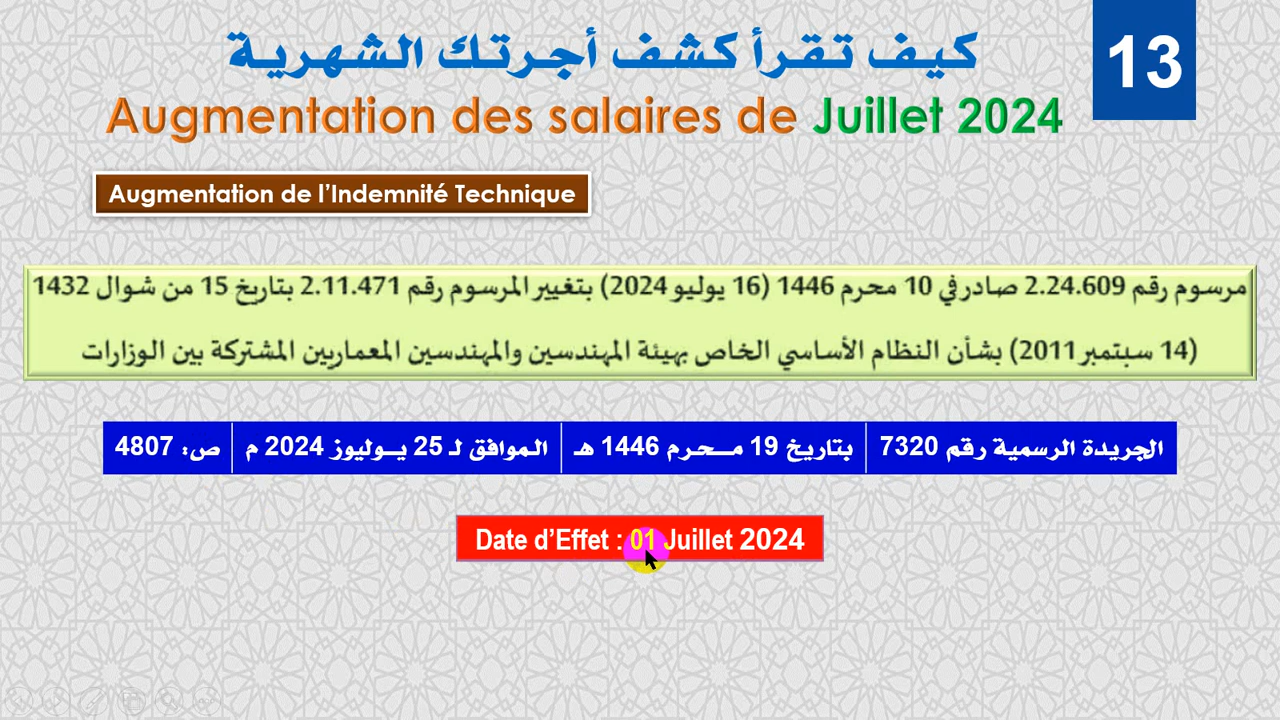 13
كيف تقرأ كشف أجرتك الشهرية
Augmentation des salaires de Juillet 2024
Augmentation de l’Indemnité Technique
مرسوم رقم 2.24.609 صادر في 10 محرم 1446 (16 يوليو 2024) بتغيير المرسوم رقم 2.11.471 بتاريخ 15 من شوال 1432
(14 سبتمبر 2011) بشأن النظام الأساسي الخاص بهيئة المهندسين والمهندسين المعماريين المشتركة بين الوزارات
الجريدة الرسمية رقم 7320 بتاريخ 19 محرم 1446 هـ الموافق لـ 25 يوليوز 2024 م ص: 4807
Date d’Effet : 01 Juillet 2024